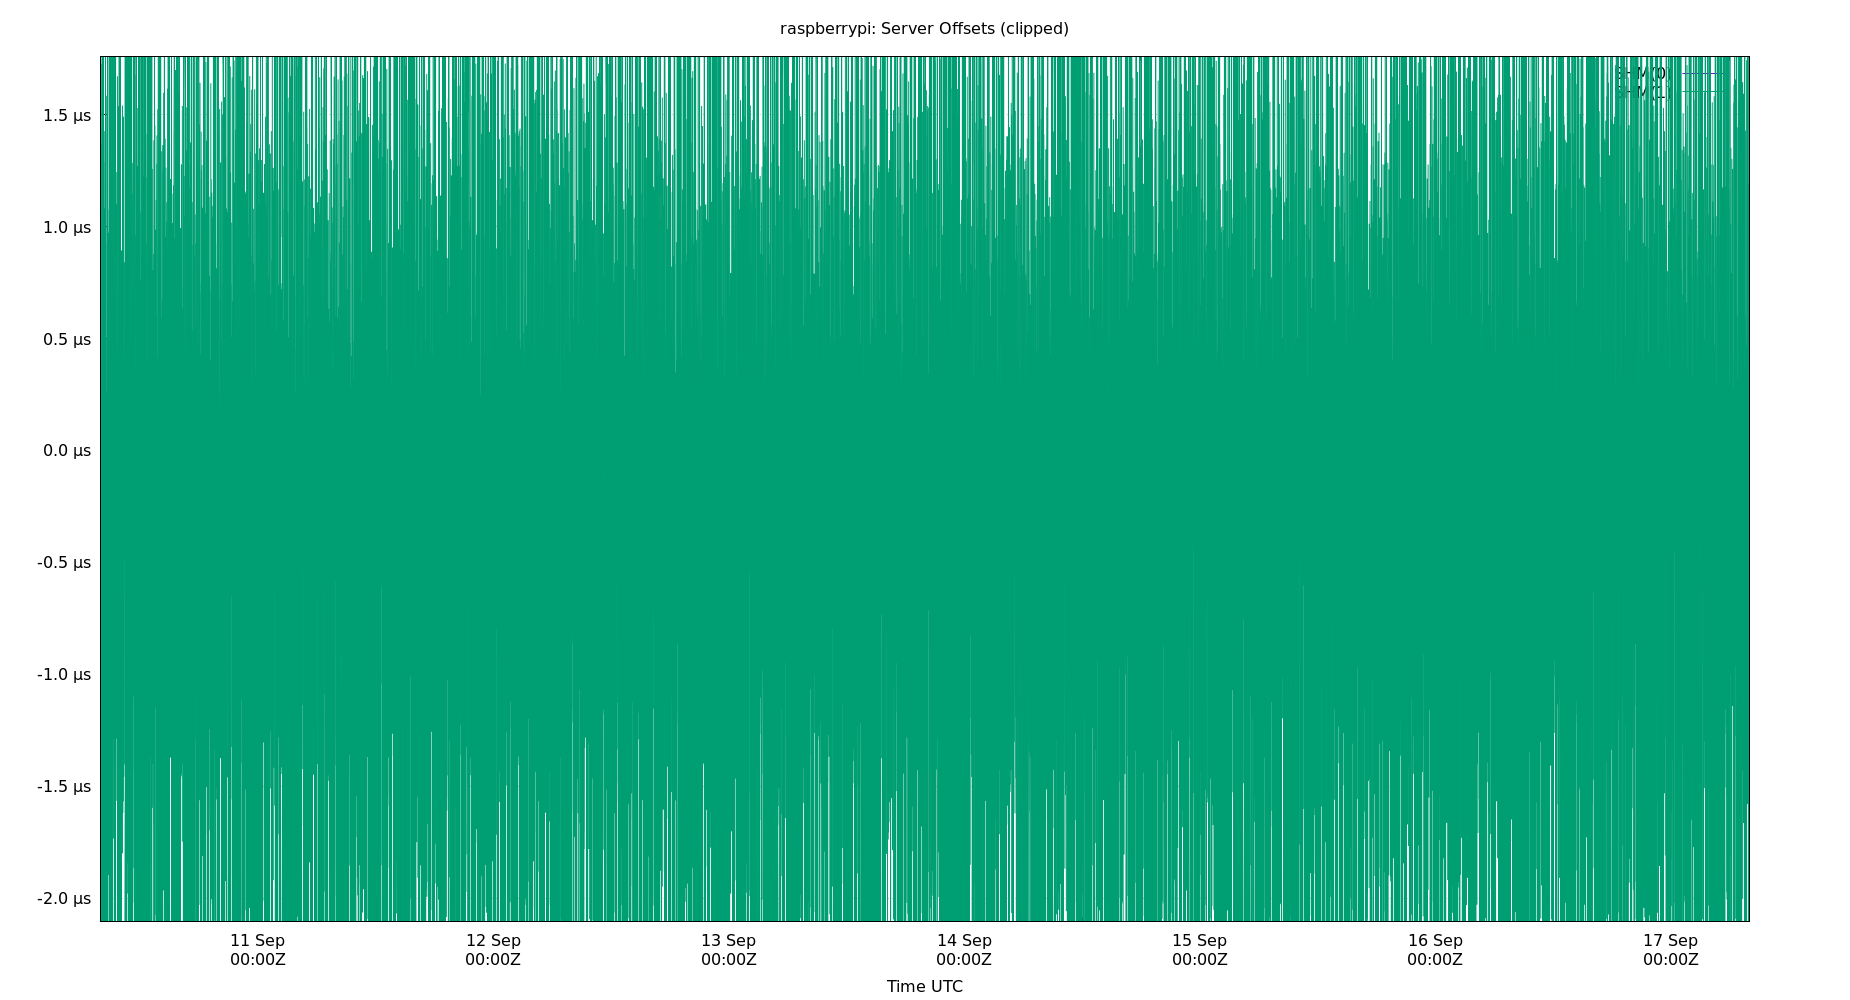 raspberrypi: Server Offsets (clipped)
1.5 µs
1.0 µs
0.5 µs
0.0 µs
-0.5 µs
-1.0 µs
-1.5 µs
-2.0 µs
11 Sep 12 Sep 13 Sep 14 Sep 15 Sep 16 Sep 17 Sep
00:00Z 00:00Z 00:00Z 00:00Z 00:00Z 00:00Z 00:00Z
Time UTC